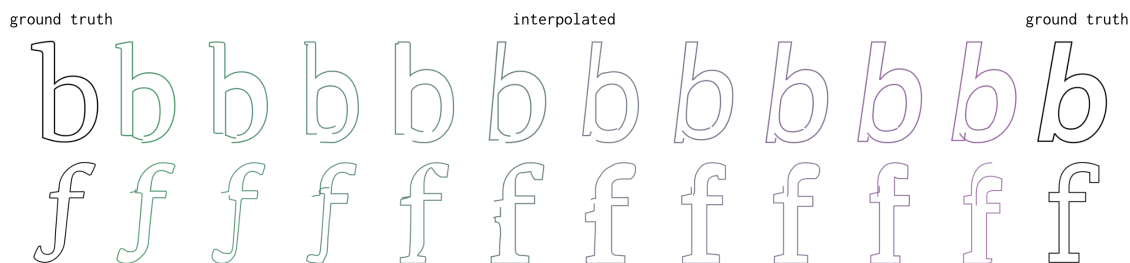 ground truth interpolated ground truth
b b b b b b b b b b b b
f f f f f f f f f f f f